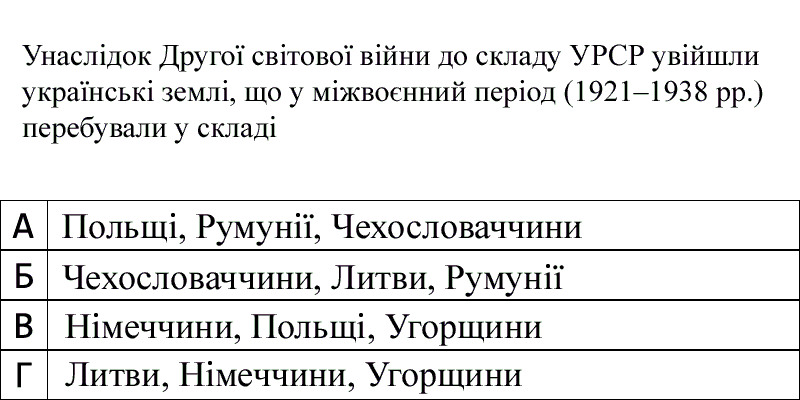 Унаслідок Другої світової війни до складу УРСР увійшли
українські землі, що у міжвоєнний період (1921–1938 рр.)
перебували у складі
А Польщі, Румунії, Чехословаччини
Б Чехословаччини, Литви, Румунії
В Німеччини, Польщі, Угорщини
Г Литви, Німеччини, Угорщини